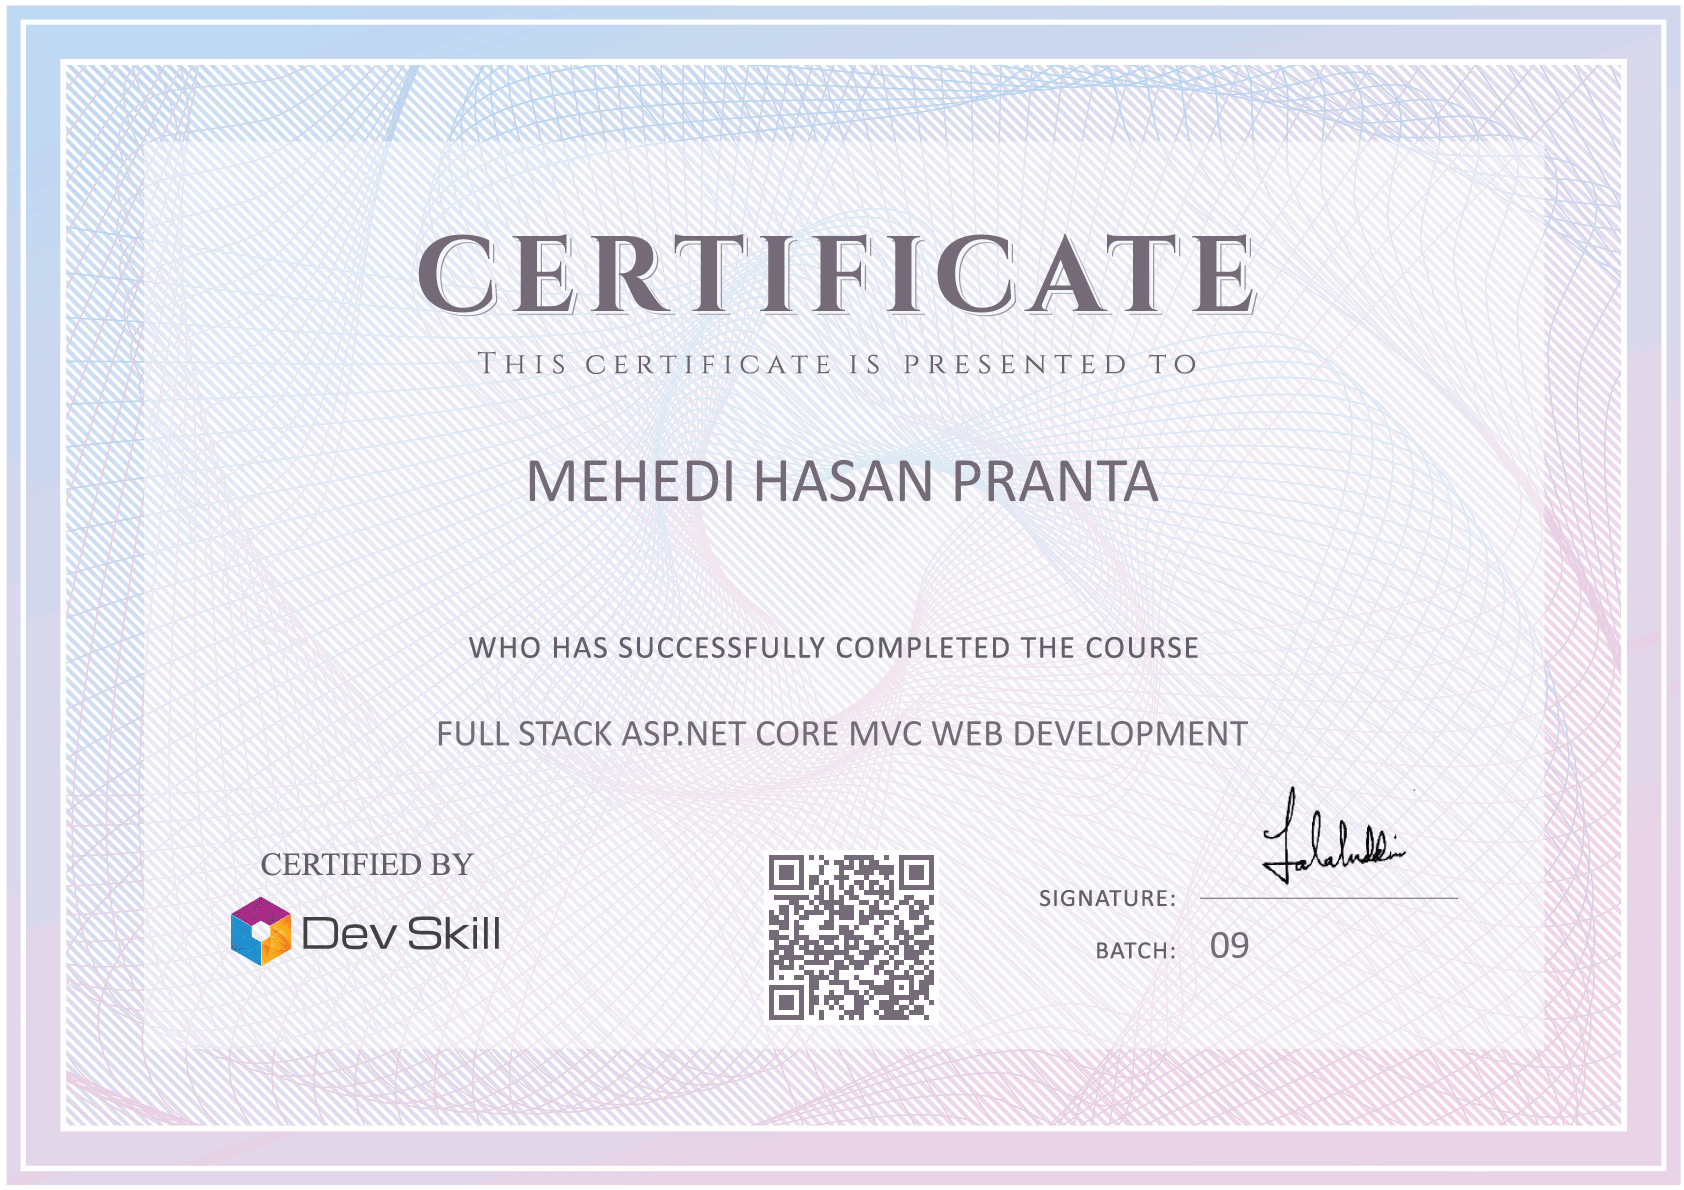 CERTIFICATE
THIS CERTIFICATE IS PRESENTED TO
MEHEDI HASAN PRANTA
WHO HAS SUCCESSFULLY COMPLETED THE COURSE
FULL STACK ASP.NET CORE MVC WEB DEVELOPMENT
CERTIFIED BY
Dev Skill
Jalaluddin
SIGNATURE:
BATCH: 09